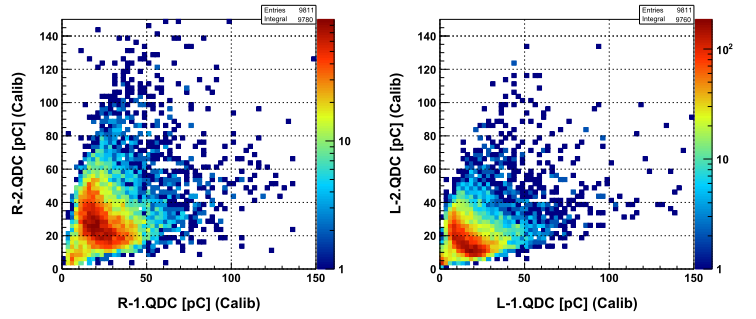 Entries 9811
Integral 9780
140
120
100
80
60
40
20
0
0 50 100 150
10
1
R-2.QDC [pC] (Calib)
R-1.QDC [pC] (Calib)
Entries 9811
Integral 9760
140
120
100
80
60
40
20
0
0 50 100 150
10²
10
1
L-2.QDC [pC] (Calib)
L-1.QDC [pC] (Calib)